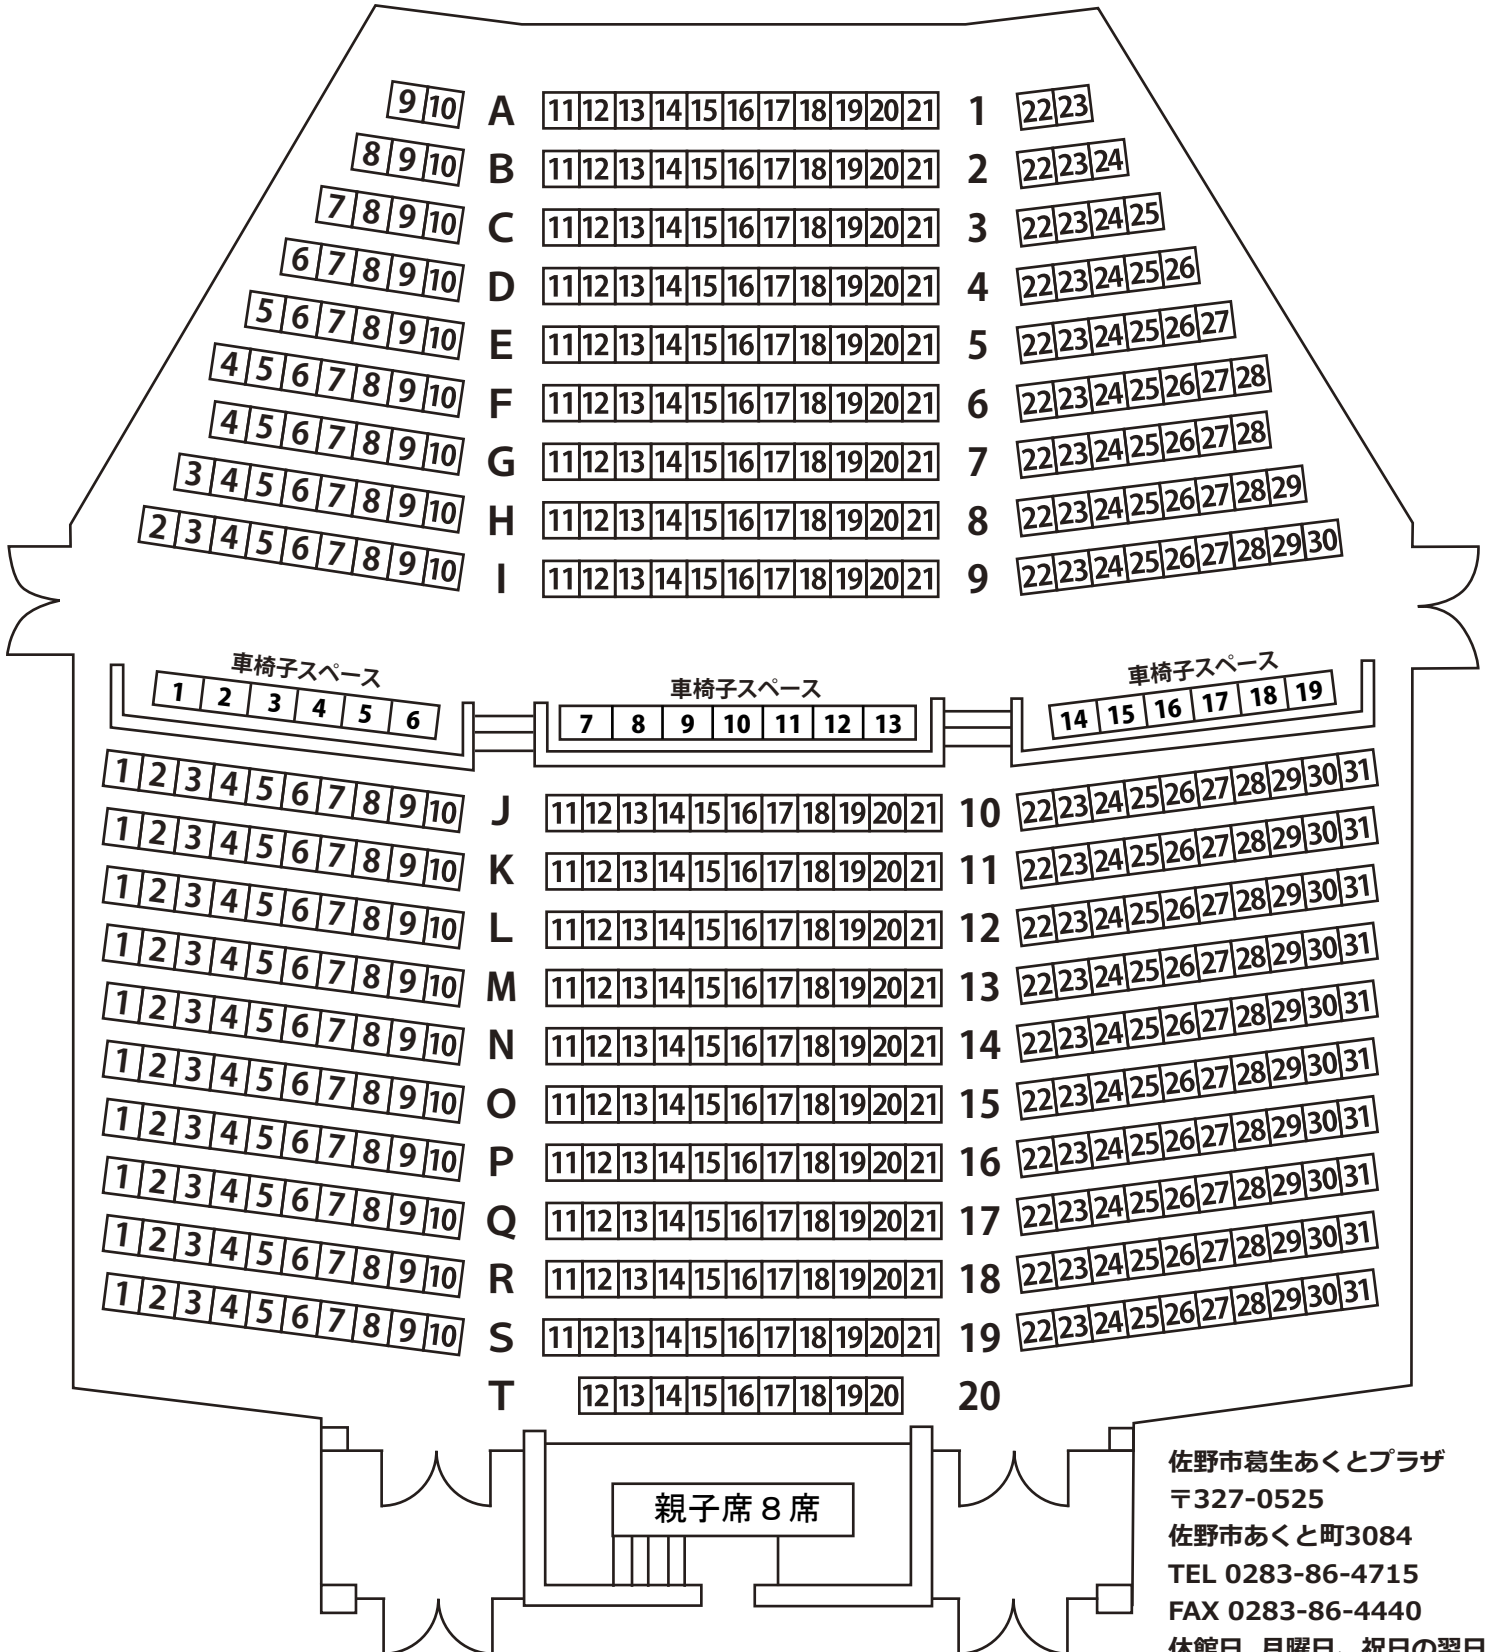 9 10 A 11 12 13 14 15 16 17 18 19 20 21 1 22 23
8 9 10 B 11 12 13 14 15 16 17 18 19 20 21 2 22 23 24
7 8 9 10 C 11 12 13 14 15 16 17 18 19 20 21 3 22 23 24 25
6 7 8 9 10 D 11 12 13 14 15 16 17 18 19 20 21 4 22 23 24 25 26
5 6 7 8 9 10 E 11 12 13 14 15 16 17 18 19 20 21 5 22 23 24 25 26 27
4 5 6 7 8 9 10 F 11 12 13 14 15 16 17 18 19 20 21 6 22 23 24 25 26 27 28
4 5 6 7 8 9 10 G 11 12 13 14 15 16 17 18 19 20 21 7 22 23 24 25 26 27 28
3 4 5 6 7 8 9 10 H 11 12 13 14 15 16 17 18 19 20 21 8 22 23 24 25 26 27 28 29
2 3 4 5 6 7 8 9 10 I 11 12 13 14 15 16 17 18 19 20 21 9 22 23 24 25 26 27 28 29 30
車椅子スペース 車椅子スペース 車椅子スペース
1 2 3 4 5 6 7 8 9 10 11 12 13 14 15 16 17 18 19
1 2 3 4 5 6 7 8 9 10 J 11 12 13 14 15 16 17 18 19 20 21 10 22 23 24 25 26 27 28 29 30 31
1 2 3 4 5 6 7 8 9 10 K 11 12 13 14 15 16 17 18 19 20 21 11 22 23 24 25 26 27 28 29 30 31
1 2 3 4 5 6 7 8 9 10 L 11 12 13 14 15 16 17 18 19 20 21 12 22 23 24 25 26 27 28 29 30 31
1 2 3 4 5 6 7 8 9 10 M 11 12 13 14 15 16 17 18 19 20 21 13 22 23 24 25 26 27 28 29 30 31
1 2 3 4 5 6 7 8 9 10 N 11 12 13 14 15 16 17 18 19 20 21 14 22 23 24 25 26 27 28 29 30 31
1 2 3 4 5 6 7 8 9 10 O 11 12 13 14 15 16 17 18 19 20 21 15 22 23 24 25 26 27 28 29 30 31
1 2 3 4 5 6 7 8 9 10 P 11 12 13 14 15 16 17 18 19 20 21 16 22 23 24 25 26 27 28 29 30 31
1 2 3 4 5 6 7 8 9 10 Q 11 12 13 14 15 16 17 18 19 20 21 17 22 23 24 25 26 27 28 29 30 31
1 2 3 4 5 6 7 8 9 10 R 11 12 13 14 15 16 17 18 19 20 21 18 22 23 24 25 26 27 28 29 30 31
1 2 3 4 5 6 7 8 9 10 S 11 12 13 14 15 16 17 18 19 20 21 19 22 23 24 25 26 27 28 29 30 31
T 12 13 14 15 16 17 18 19 20 20
親子席８席
佐野市葛生あくとプラザ
〒327-0525
佐野市あくと町3084
TEL 0283-86-4715
FAX 0283-86-4440
休館日 月曜日、祝日の翌日